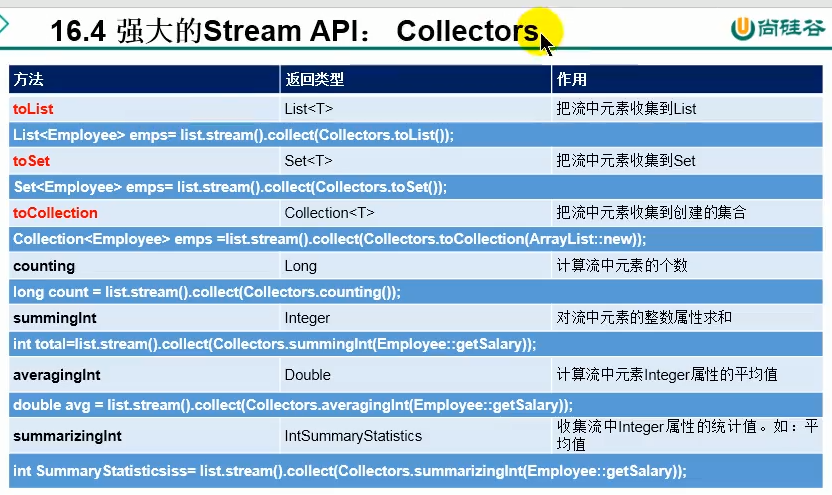 16.4 强大的Stream API： Collectors
尚硅谷
方法 返回类型 作用
toList List<T> 把流中元素收集到List
List<Employee> emps= list.stream().collect(Collectors.toList());
toSet Set<T> 把流中元素收集到Set
Set<Employee> emps= list.stream().collect(Collectors.toSet());
toCollection Collection<T> 把流中元素收集到创建的集合
Collection<Employee> emps =list.stream().collect(Collectors.toCollection(ArrayList::new));
counting Long 计算流中元素的个数
long count = list.stream().collect(Collectors.counting());
summingInt Integer 对流中元素的整数属性求和
int total=list.stream().collect(Collectors.summingInt(Employee::getSalary));
averagingInt Double 计算流中元素Integer属性的平均值
double avg = list.stream().collect(Collectors.averagingInt(Employee::getSalary));
summarizingInt IntSummaryStatistics 收集流中Integer属性的统计值。如：平
均值
int SummaryStatisticsiss= list.stream().collect(Collectors.summarizingInt(Employee::getSalary));